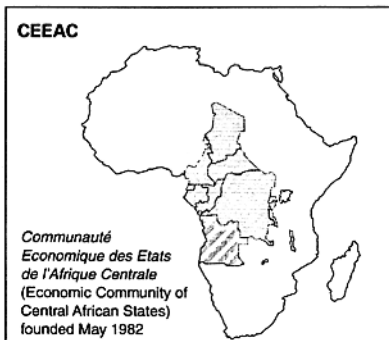 CEEAC
Communauté
Economique des Etats
de l'Afrique Centrale
(Economic Community of
Central African States)
founded May 1982